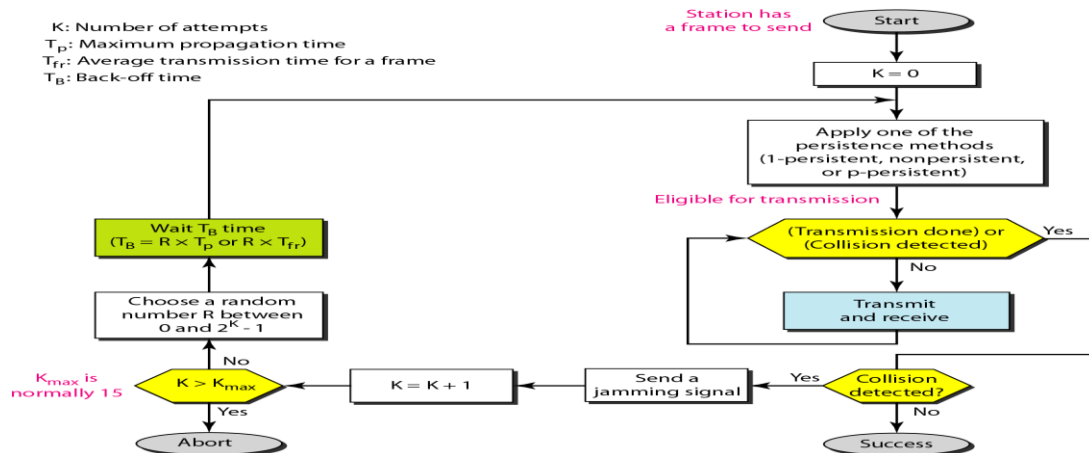 K: Number of attempts
Tp: Maximum propagation time
Tfr: Average transmission time for a frame
TB: Back-off time
Station has
a frame to send
Start
K = 0
Apply one of the
persistence methods
(1-persistent, nonpersistent,
or p-persistent)
Eligible for transmission
(Transmission done) or
(Collision detected)
Yes
No
Transmit
and receive
Collision
detected?
Yes
No
Success
Send a
jamming signal
K = K + 1
K > Kmax
Kmax is
normally 15
Yes
Abort
No
Choose a random
number R between
0 and 2^K - 1
Wait TB time
(TB = R × Tp or R × Tfr)